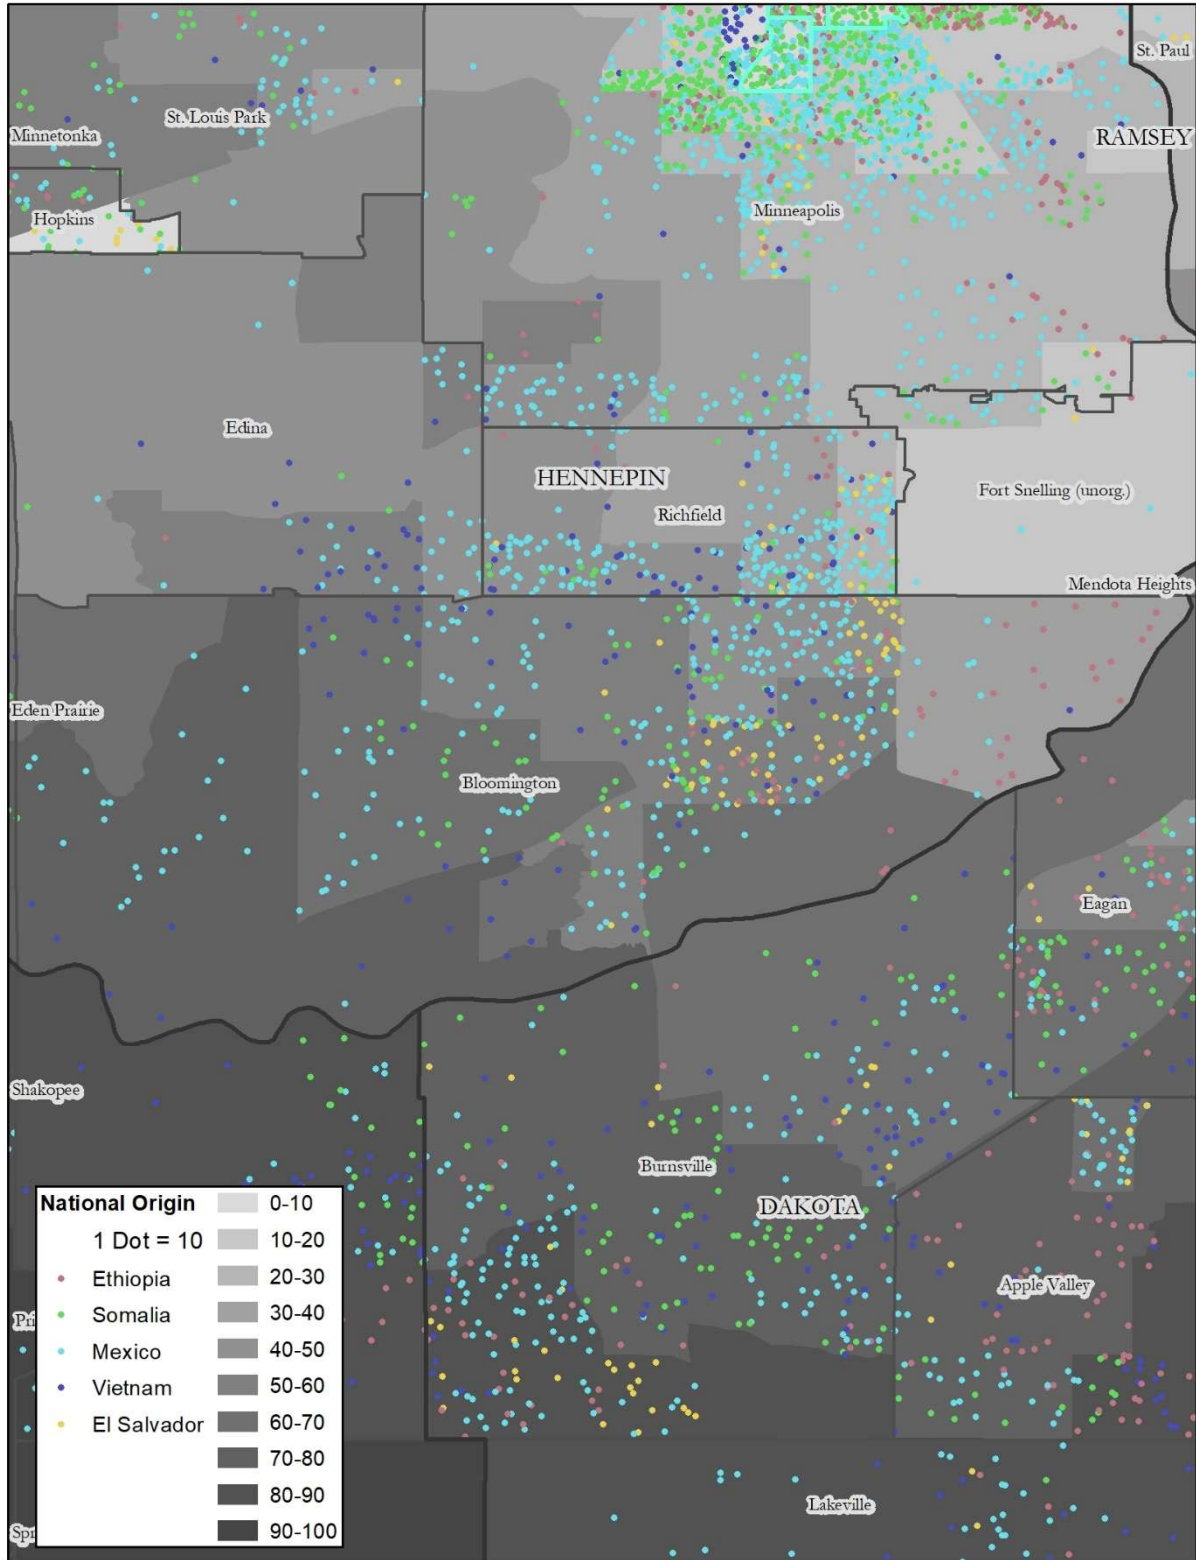 St. Paul
St. Louis Park
Minnetonka
RAMSEY
Hopkins
Minneapolis
Edina
HENNEPIN
Richfield
Fort Snelling (unorg.)
Mendota Heights
Eden Prairie
Bloomington
Eagan
Shakopee
Burnsville
DAKOTA
Apple Valley
Lakeville
Pri
Spr
National Origin
1 Dot = 10
Ethiopia
Somalia
Mexico
Vietnam
El Salvador
0-10
10-20
20-30
30-40
40-50
50-60
60-70
70-80
80-90
90-100